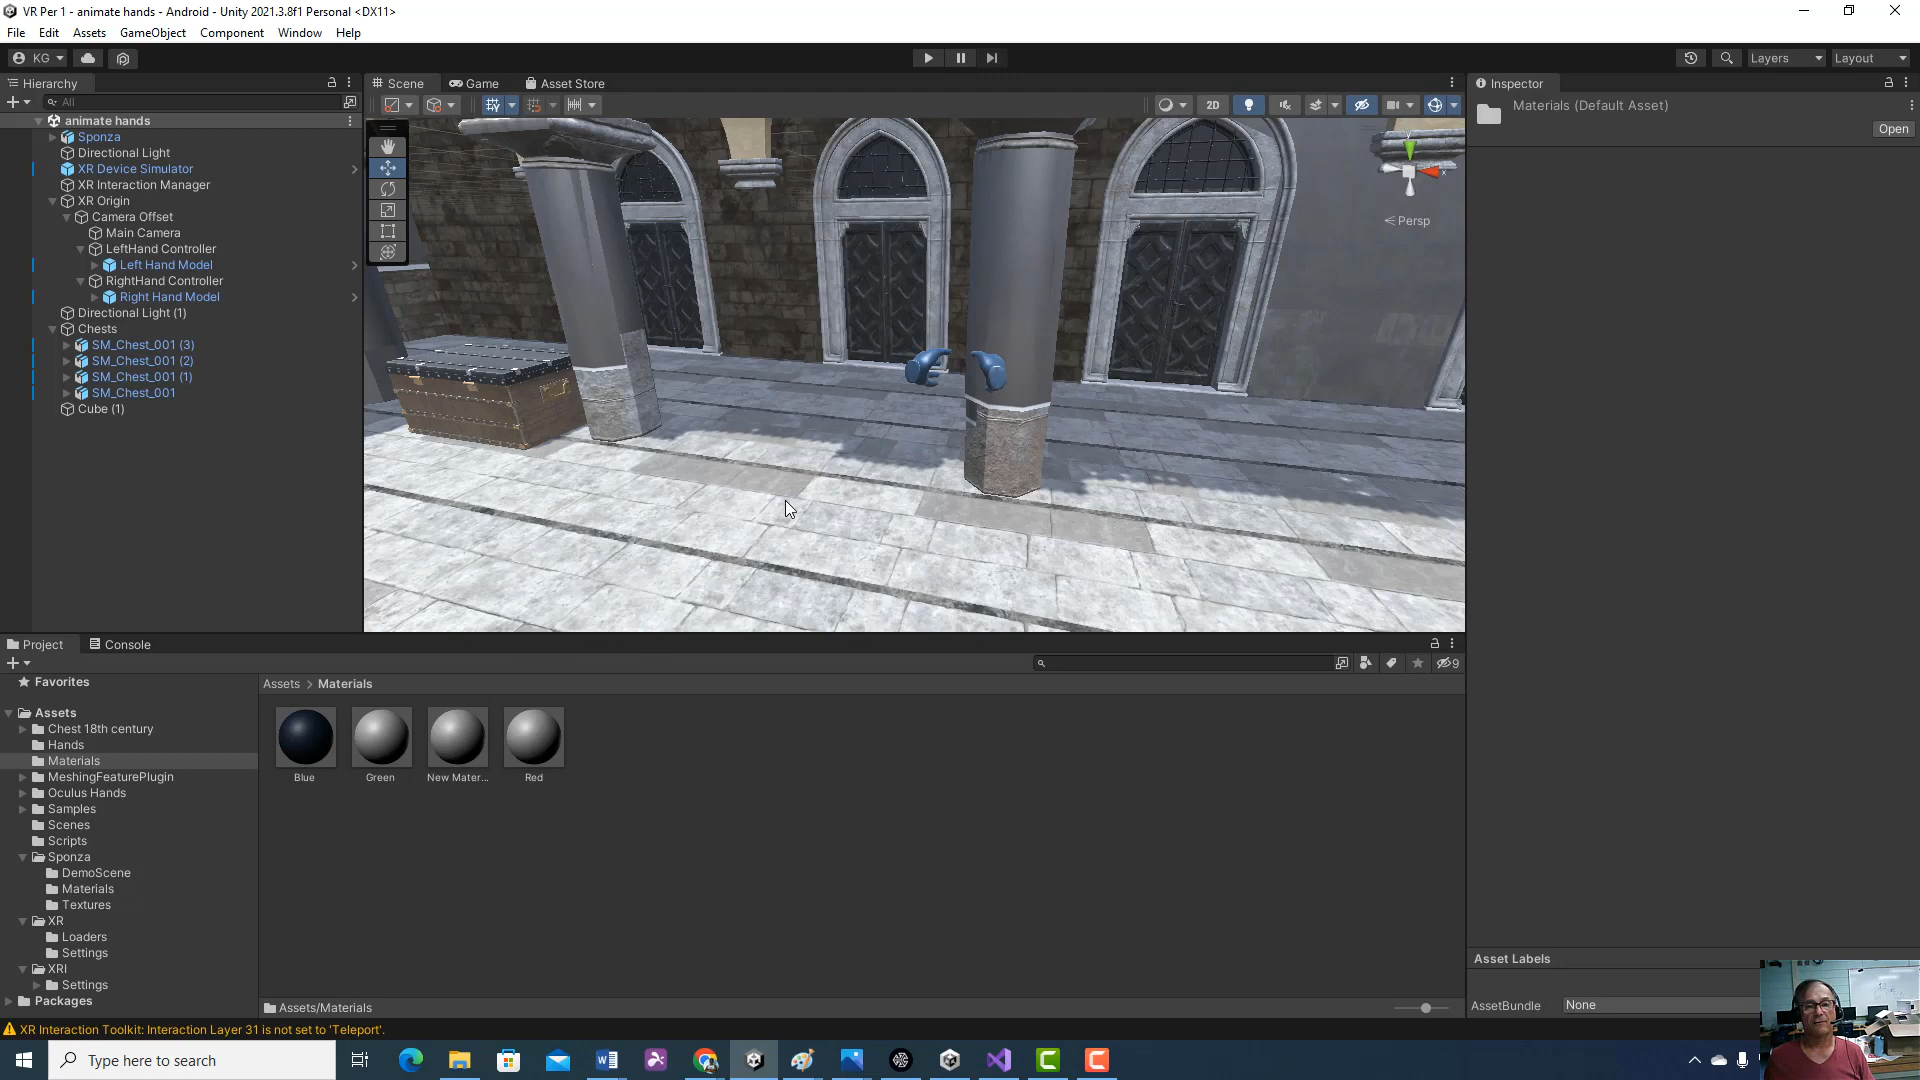 VR Per 1 - animate hands - Android - Unity 2021.3.8f1 Personal <DX11>
File Edit Assets GameObject Component Window Help
KG Layers Layout
Hierarchy
All
animate hands
Sponza
Directional Light
XR Device Simulator
XR Interaction Manager
XR Origin
Camera Offset
Main Camera
LeftHand Controller
Left Hand Model
RightHand Controller
Right Hand Model
Directional Light (1)
Chests
SM_Chest_001 (3)
SM_Chest_001 (2)
SM_Chest_001 (1)
SM_Chest_001
Cube (1)
Scene Game Asset Store
2D
y
x
Persp
Inspector
Materials (Default Asset)
Open
Project Console
9
Favorites
Assets
Chest 18th century
Hands
Materials
MeshingFeaturePlugin
Oculus Hands
Samples
Scenes
Scripts
Sponza
DemoScene
Materials
Textures
XR
Loaders
Settings
XRI
Settings
Packages
Assets > Materials
Blue Green New Mater... Red
Assets/Materials
Asset Labels
AssetBundle None
XR Interaction Toolkit: Interaction Layer 31 is not set to 'Teleport'.
Type here to search